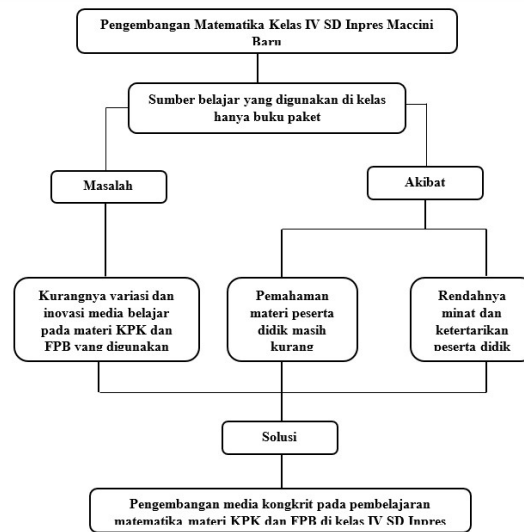 Pengembangan Matematika Kelas IV SD Inpres Maccini
Baru
Sumber belajar yang digunakan di kelas
hanya buku paket
Masalah
Akibat
Kurangnya variasi dan
inovasi media belajar
pada materi KPK dan
FPB yang digunakan
Pemahaman
materi peserta
didik masih
kurang
Rendahnya
minat dan
ketertarikan
peserta didik
Solusi
Pengembangan media kongkrit pada pembelajaran
matematika materi KPK dan FPB di kelas IV SD Inpres